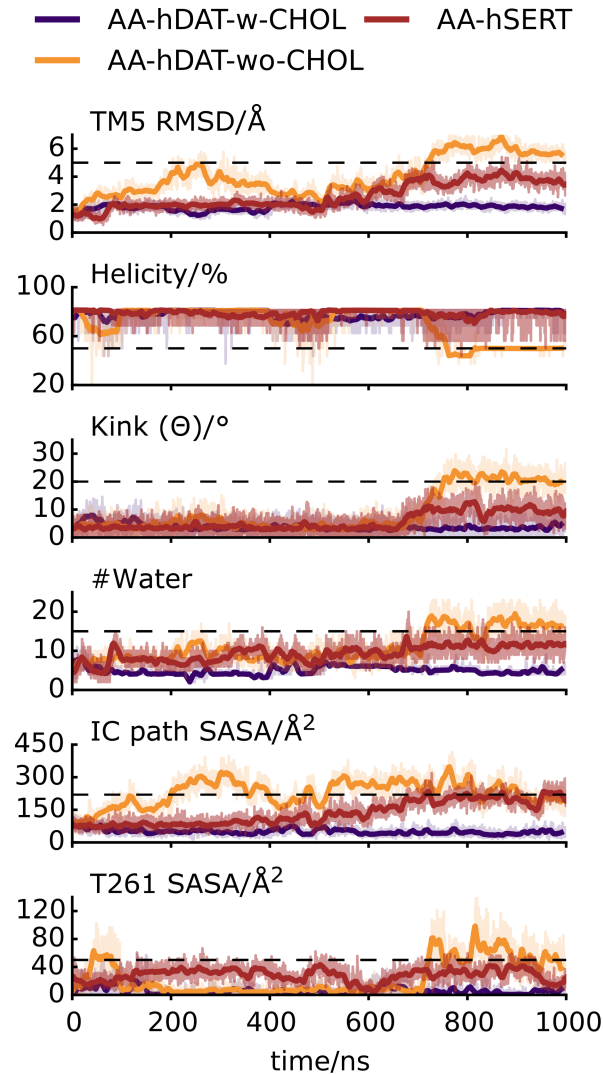 AA-hDAT-w-CHOL AA-hSERT
AA-hDAT-wo-CHOL
TM5 RMSD/Å
6
4
2
0
Helicity/%
100
60
20
Kink (Θ)/°
30
20
10
0
#Water
20
10
0
IC path SASA/Å²
450
300
150
0
T261 SASA/Å²
120
80
40
0
0 200 400 600 800 1000
time/ns